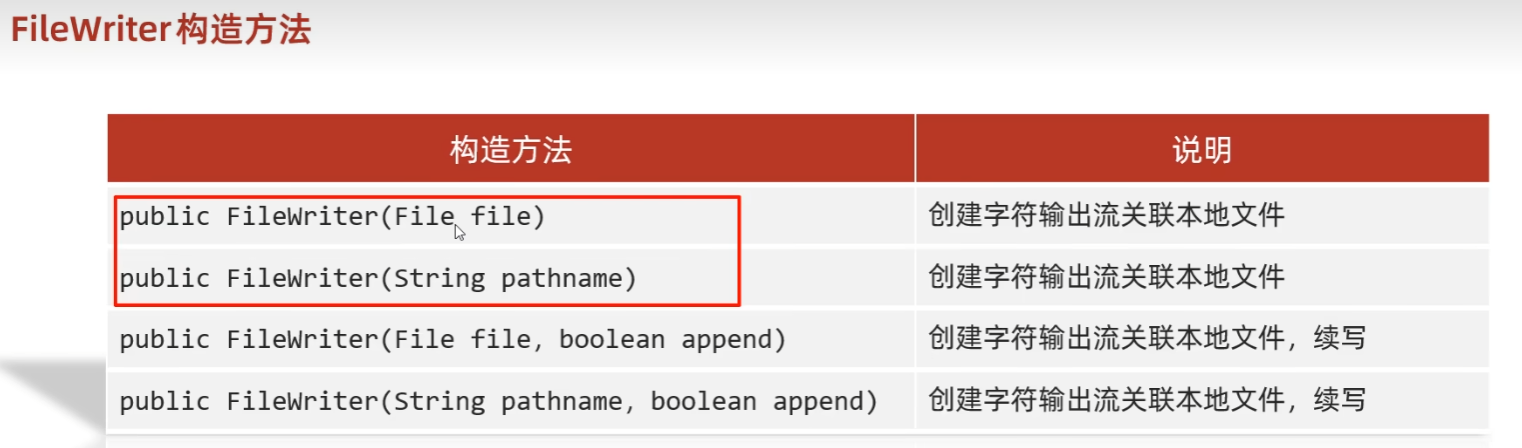 FileWriter构造方法
构造方法 说明
public FileWriter(File file) 创建字符输出流关联本地文件
public FileWriter(String pathname) 创建字符输出流关联本地文件
public FileWriter(File file, boolean append) 创建字符输出流关联本地文件，续写
public FileWriter(String pathname, boolean append) 创建字符输出流关联本地文件，续写